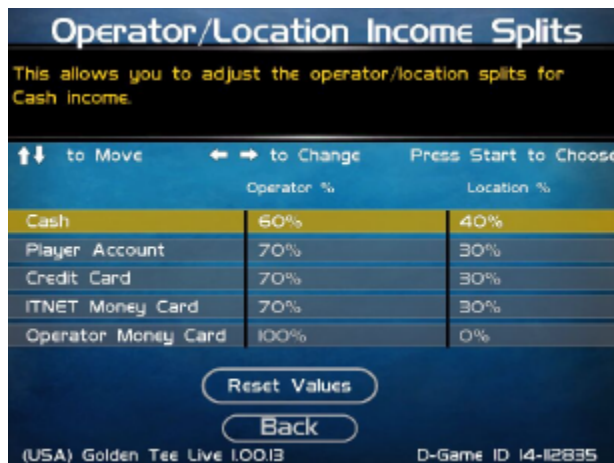 Operator/Location Income Splits
This allows you to adjust the operator/location splits for
Cash income.
to Move to Change Press Start to Choose
Operator % Location %
Cash 60% 40%
Player Account 70% 30%
Credit Card 70% 30%
ITNET Money Card 70% 30%
Operator Money Card 100% 0%
Reset Values
Back
(USA) Golden Tee Live 1.00.13 D-Game ID 14-112835